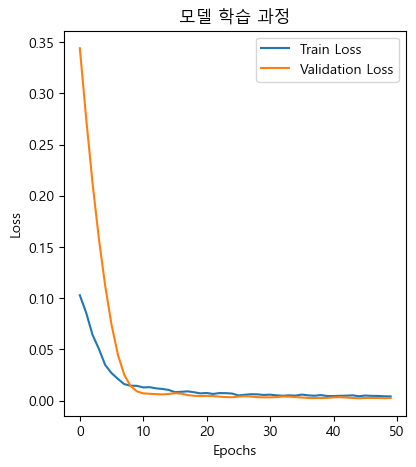 모델 학습 과정
Train Loss
Validation Loss
0.35
0.30
0.25
0.20
0.15
0.10
0.05
0.00
Loss
0 10 20 30 40 50
Epochs